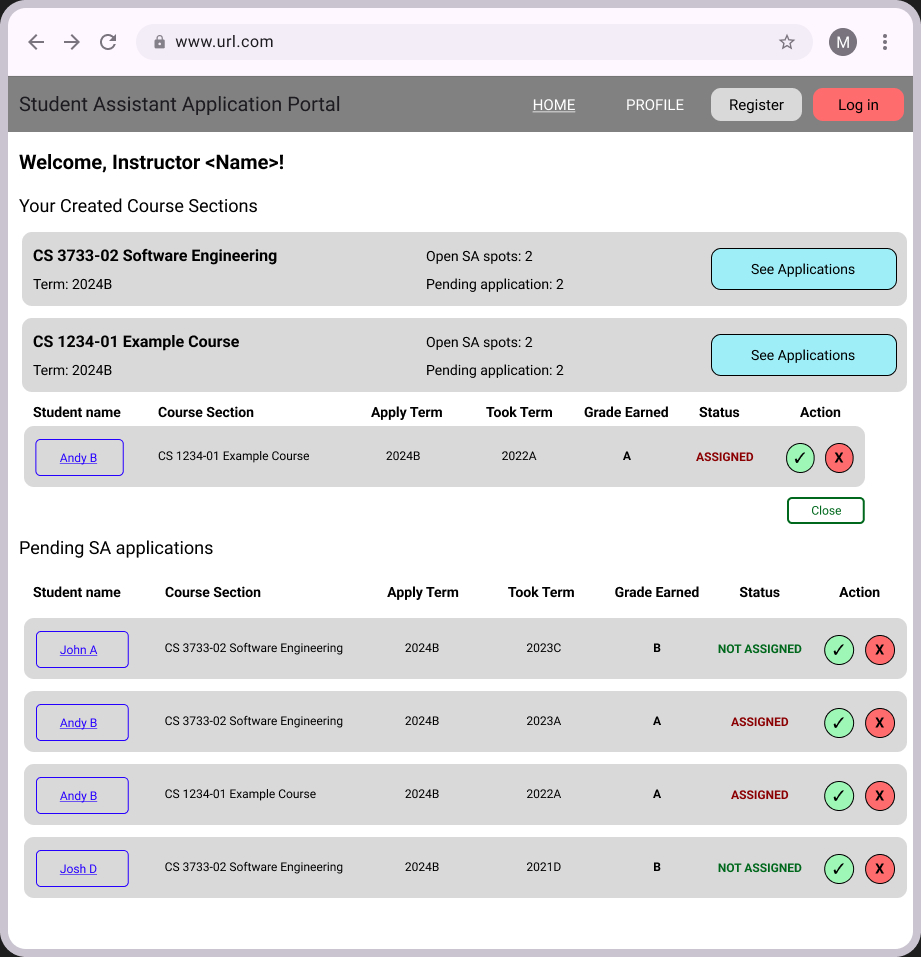 www.url.com
M
Student Assistant Application Portal HOME PROFILE Register Log in
Welcome, Instructor <Name>!
Your Created Course Sections
CS 3733-02 Software Engineering Open SA spots: 2
See Applications
Term: 2024B Pending application: 2
CS 1234-01 Example Course Open SA spots: 2
See Applications
Term: 2024B Pending application: 2
Student name Course Section Apply Term Took Term Grade Earned Status Action
Andy B CS 1234-01 Example Course 2024B 2022A A ASSIGNED ✓ X
Close
Pending SA applications
Student name Course Section Apply Term Took Term Grade Earned Status Action
John A CS 3733-02 Software Engineering 2024B 2023C B NOT ASSIGNED ✓ X
Andy B CS 3733-02 Software Engineering 2024B 2023A A ASSIGNED ✓ X
Andy B CS 1234-01 Example Course 2024B 2022A A ASSIGNED ✓ X
Josh D CS 3733-02 Software Engineering 2024B 2021D B NOT ASSIGNED ✓ X